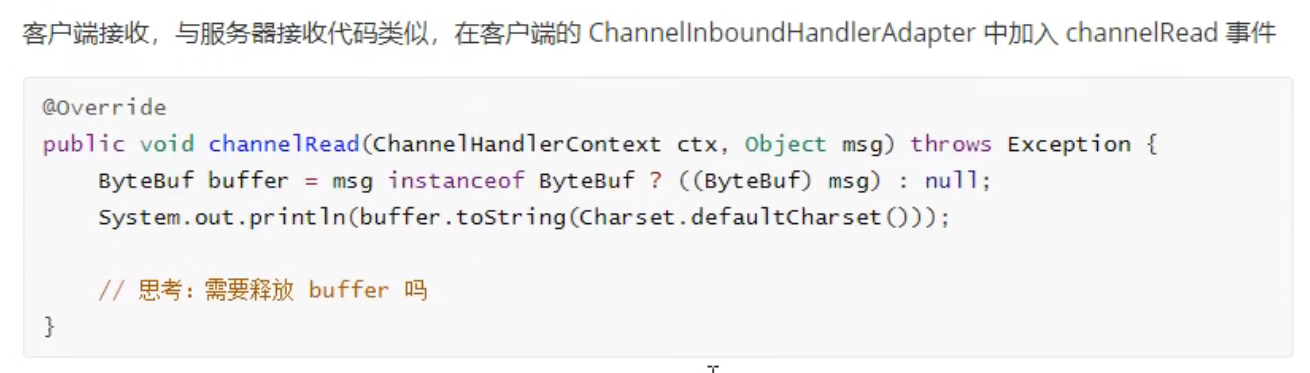 客户端接收，与服务器接收代码类似，在客户端的 ChannelInboundHandlerAdapter 中加入 channelRead 事件
@Override
public void channelRead(ChannelHandlerContext ctx, Object msg) throws Exception {
    ByteBuf buffer = msg instanceof ByteBuf ? ((ByteBuf) msg) : null;
    System.out.println(buffer.toString(Charset.defaultCharset()));
    // 思考：需要释放 buffer 吗
}